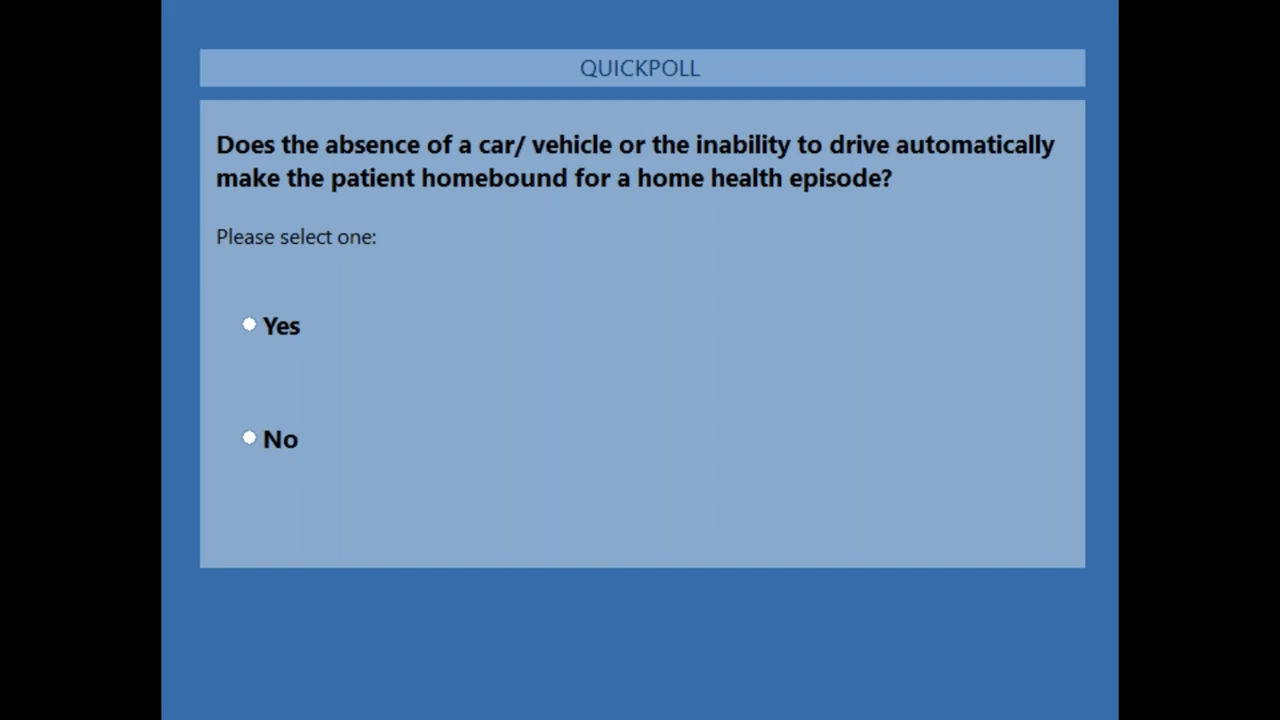 QUICKPOLL
Does the absence of a car/ vehicle or the inability to drive automatically
make the patient homebound for a home health episode?
Please select one:
Yes
No